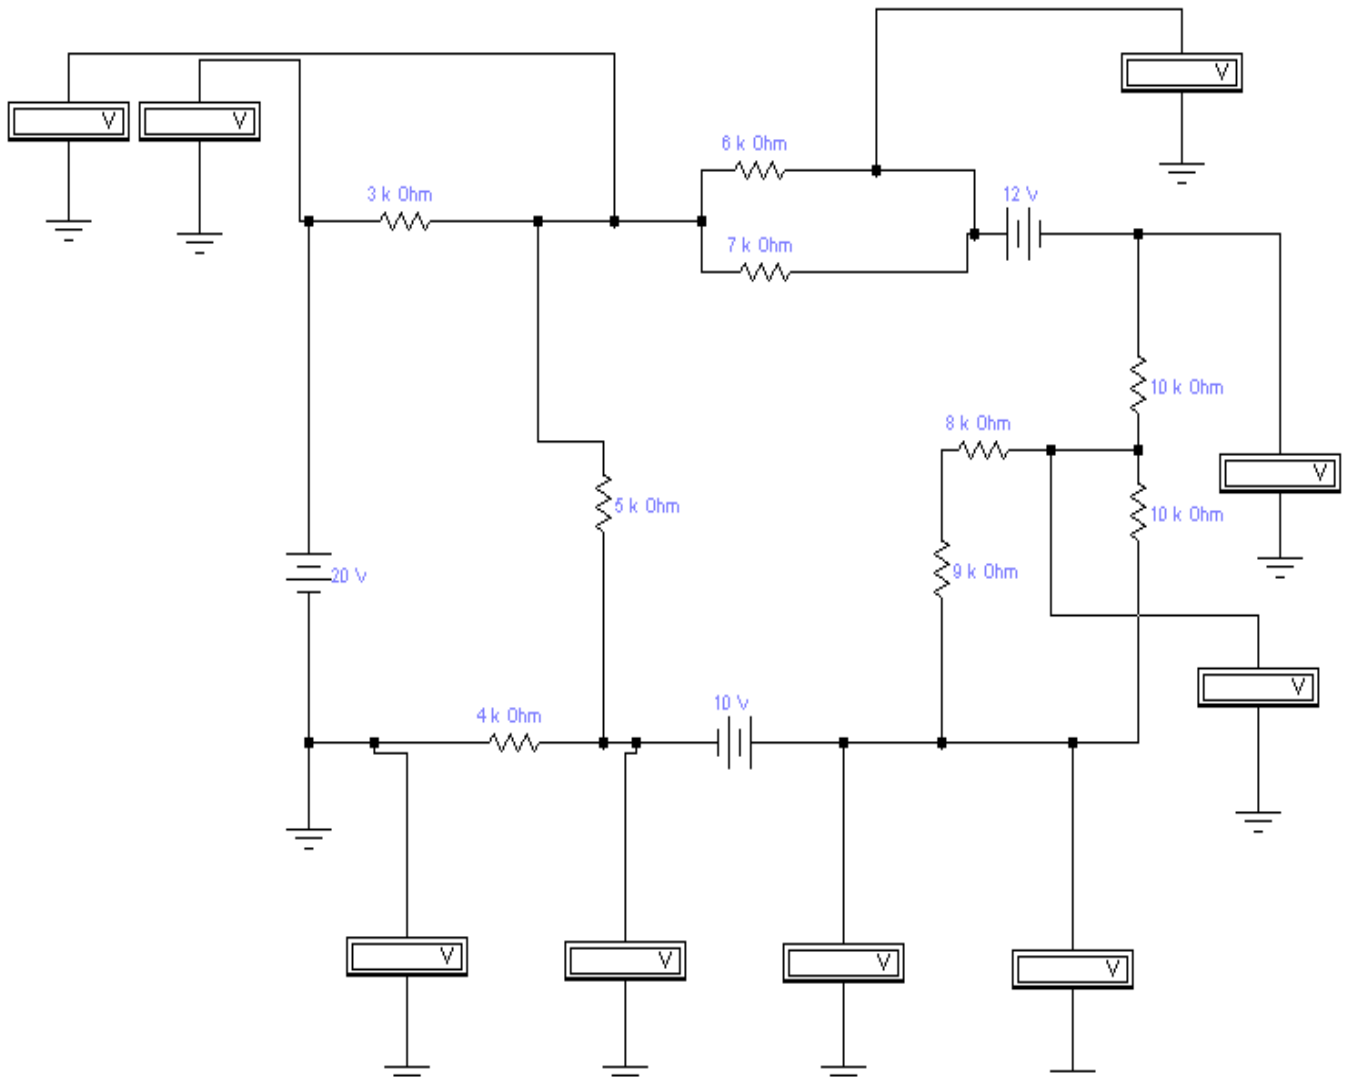 V
V
V
6 k Ohm
3 k Ohm
12 V
7 k Ohm
10 k Ohm
8 k Ohm
V
5 k Ohm
10 k Ohm
9 k Ohm
20 V
V
10 V
4 k Ohm
V
V
V
V